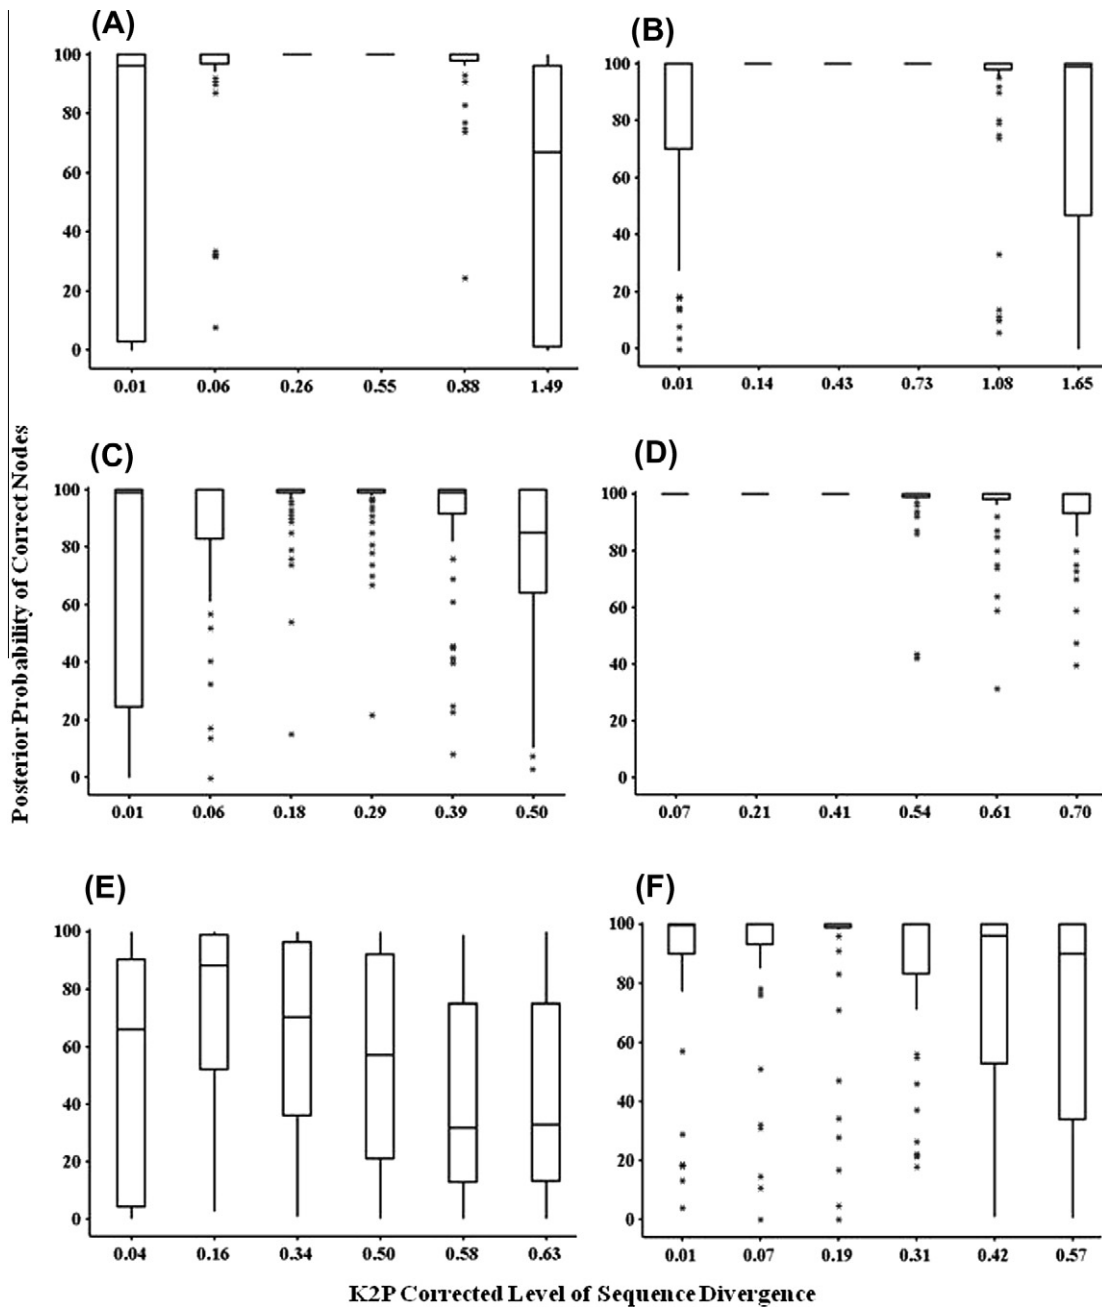 (A)
100
80
60
40
20
0
0.01 0.06 0.26 0.55 0.88 1.49
(B)
100
80
60
40
20
0
0.01 0.14 0.43 0.73 1.08 1.65
(C)
100
80
60
40
20
0
0.01 0.06 0.18 0.29 0.39 0.50
(D)
100
80
60
40
20
0
0.07 0.21 0.41 0.54 0.61 0.70
(E)
100
80
60
40
20
0
0.04 0.16 0.34 0.50 0.58 0.63
(F)
100
80
60
40
20
0
0.01 0.07 0.19 0.31 0.42 0.57
Posterior Probability of Correct Nodes
K2P Corrected Level of Sequence Divergence